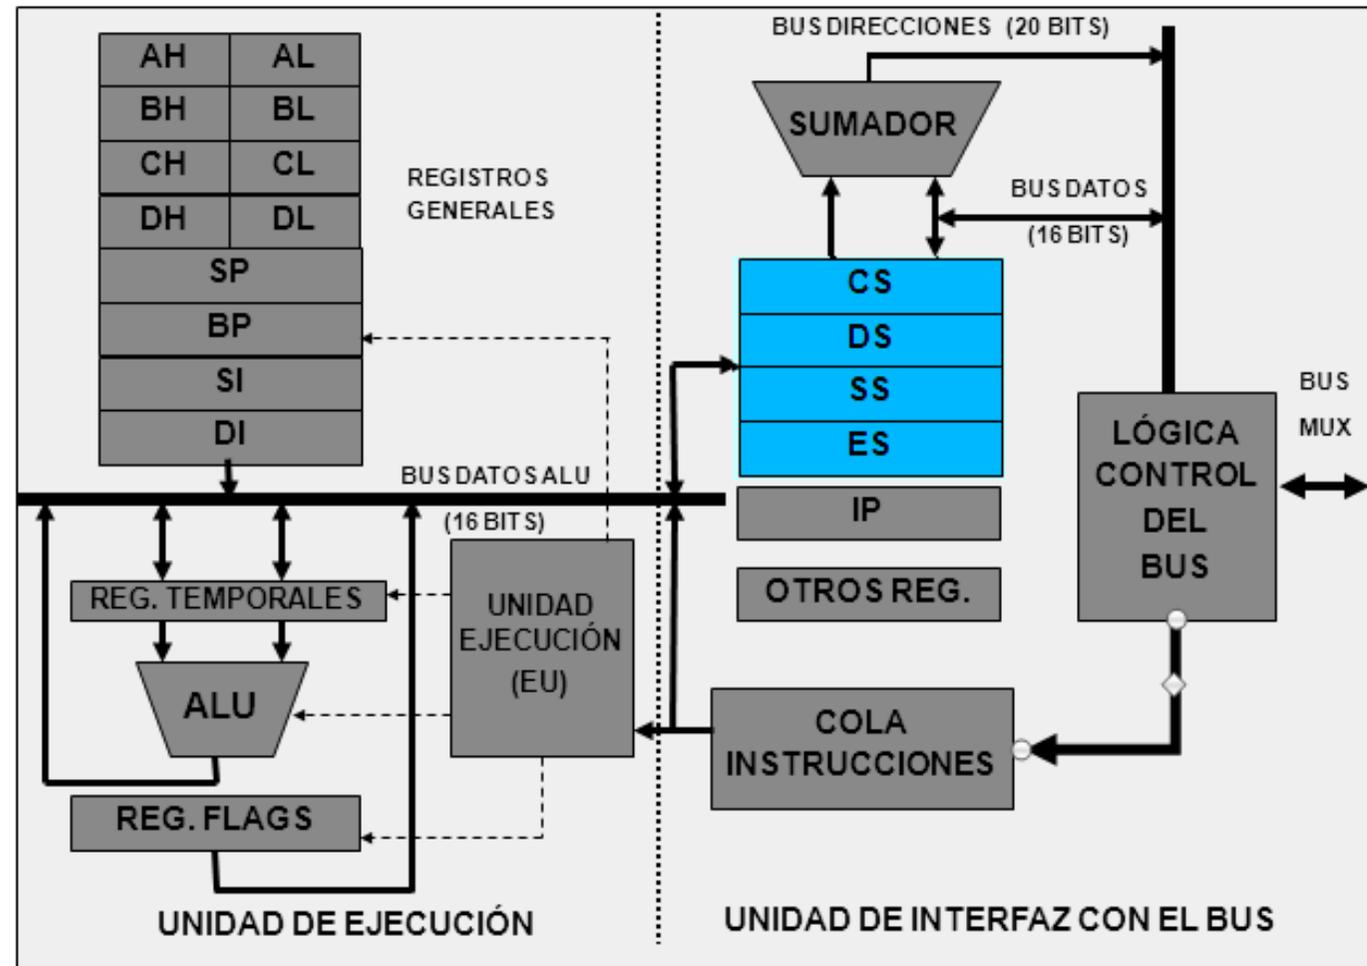 AH AL
BH BL
CH CL
DH DL
SP
BP
SI
DI
REGISTROS
GENERALES
BUS DATOS ALU
(16 BITS)
REG. TEMPORALES
ALU
REG. FLAGS
UNIDAD
EJECUCIÓN
(EU)
UNIDAD DE EJECUCIÓN
BUS DIRECCIONES (20 BITS)
SUMADOR
BUS DATOS
(16 BITS)
CS
DS
SS
ES
IP
OTROS REG.
LÓGICA
CONTROL
DEL
BUS
BUS
MUX
COLA
INSTRUCCIONES
UNIDAD DE INTERFAZ CON EL BUS